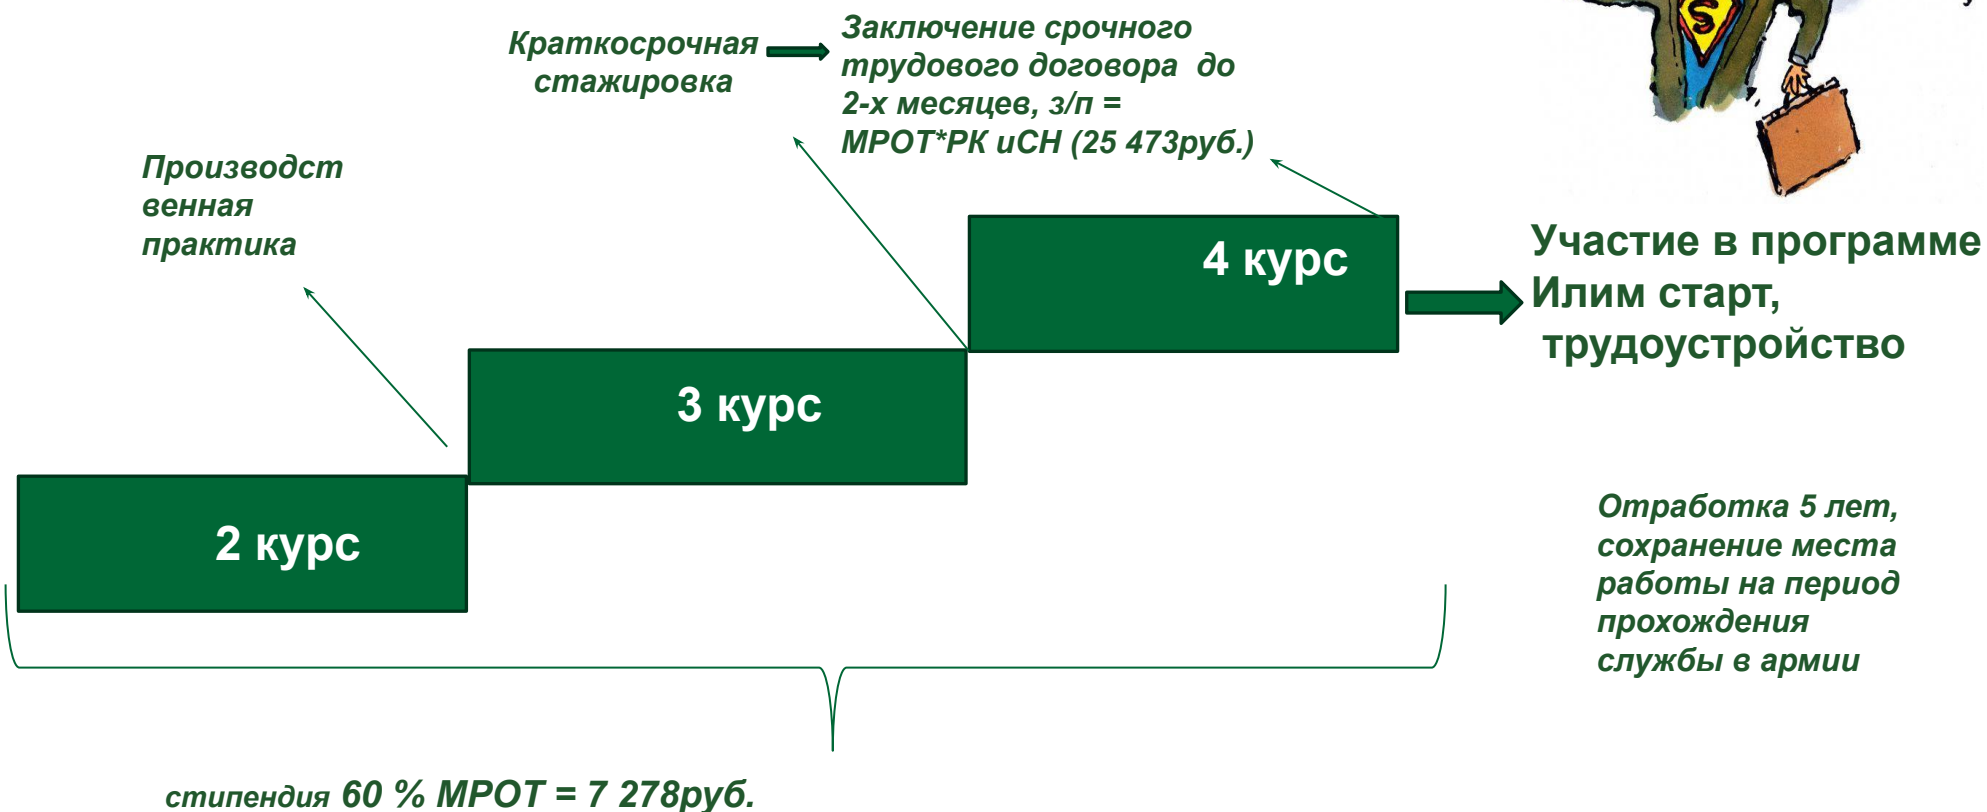 Краткосрочная
стажировка
Заключение срочного
трудового договора до
2-х месяцев, з/п =
МРОТ*РК иСН (25 473руб.)
Производст
венная
практика
4 курс
Участие в программе
Илим старт,
трудоустройство
3 курс
2 курс
Отработка 5 лет,
сохранение места
работы на период
прохождения
службы в армии
стипендия 60 % МРОТ = 7 278руб.
S